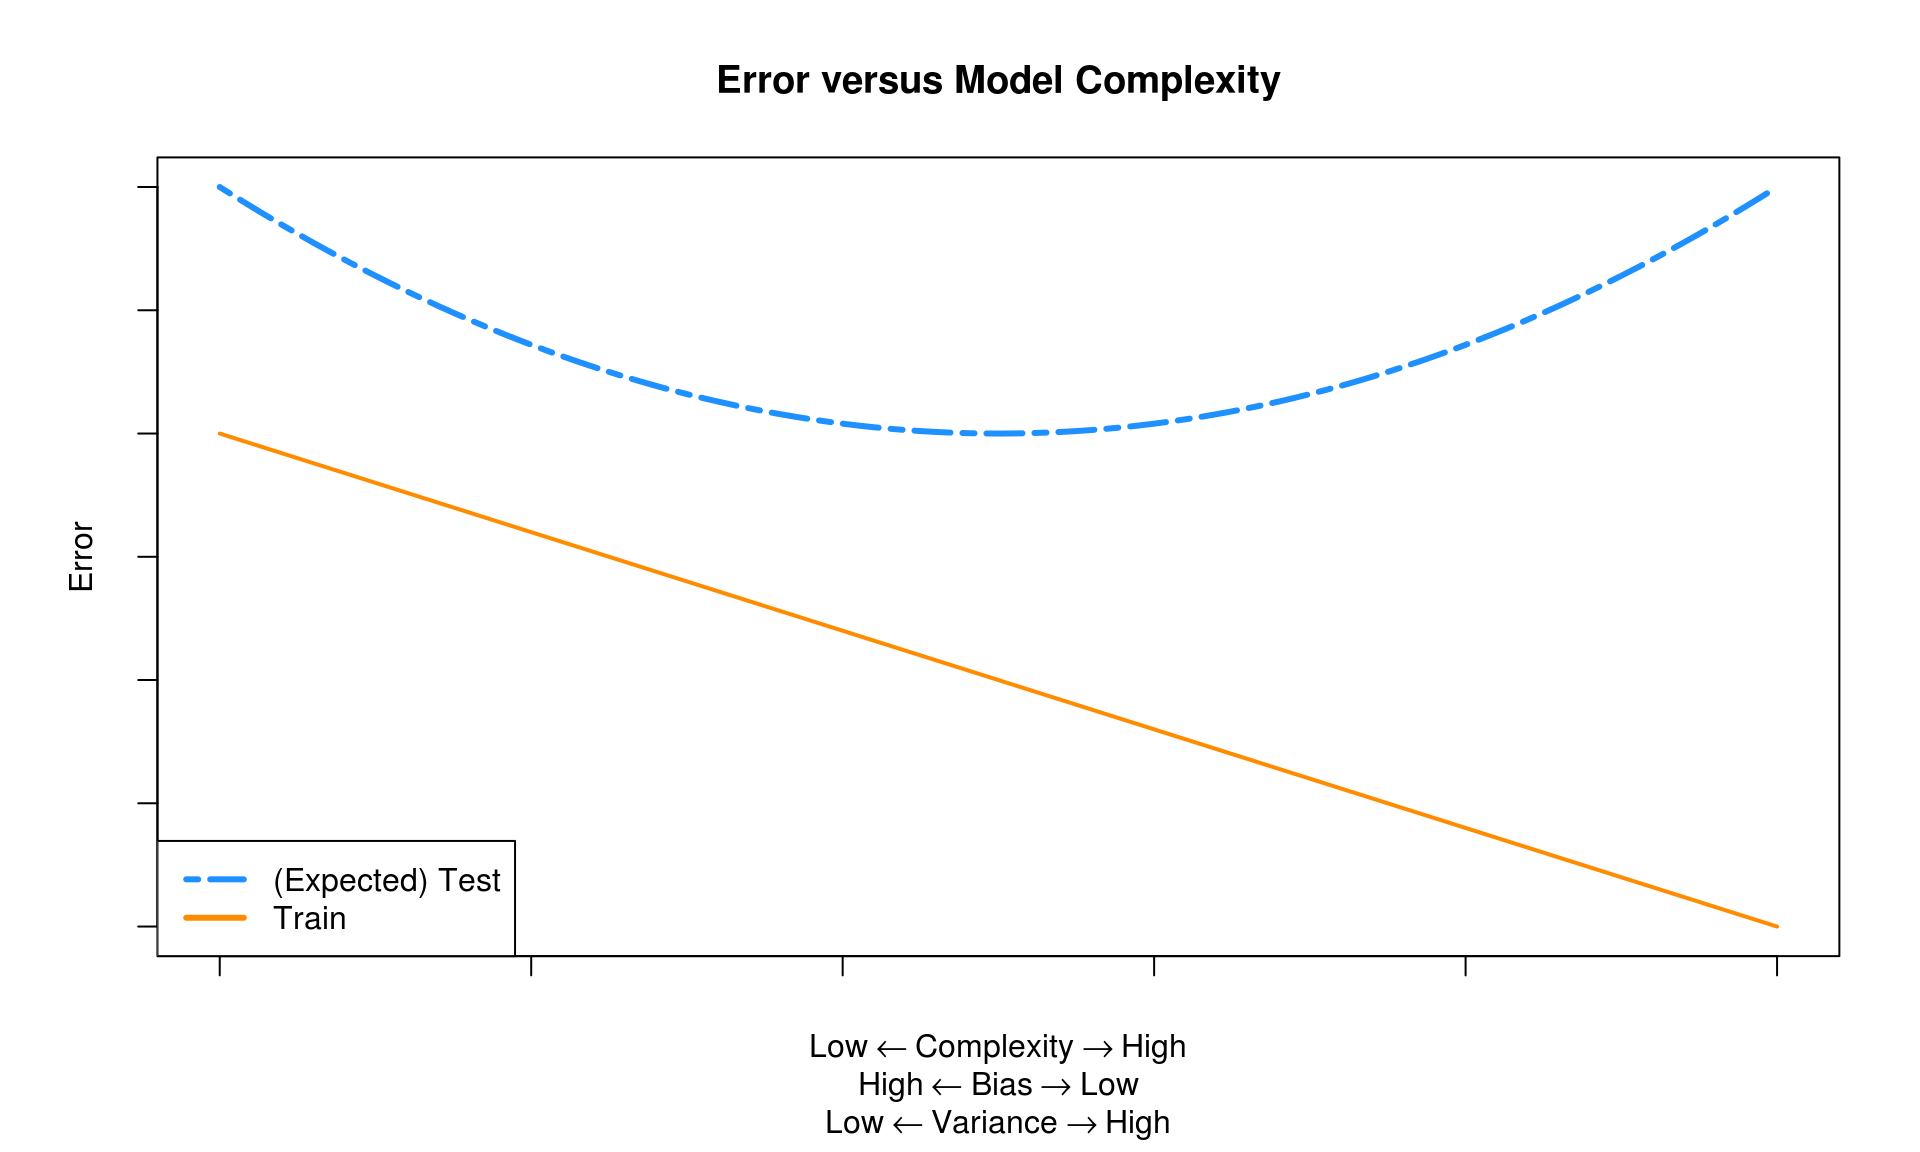 Error versus Model Complexity
Error
(Expected) Test
Train
Low ← Complexity → High
High ← Bias → Low
Low ← Variance → High